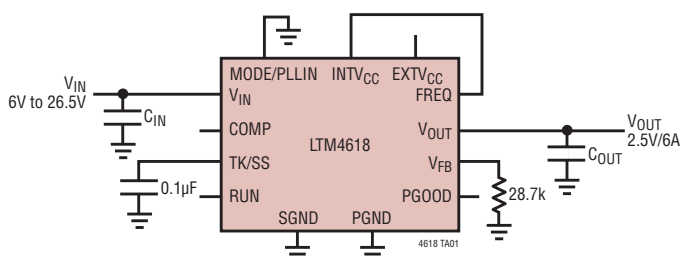 MODE/PLLIN INTVCC EXTVCC
VIN
6V to 26.5V
VIN
FREQ
CIN
COMP
LTM4618
VOUT
VOUT
2.5V/6A
COUT
TK/SS
VFB
0.1µF
RUN
PGOOD
28.7k
SGND PGND
4618 TA01